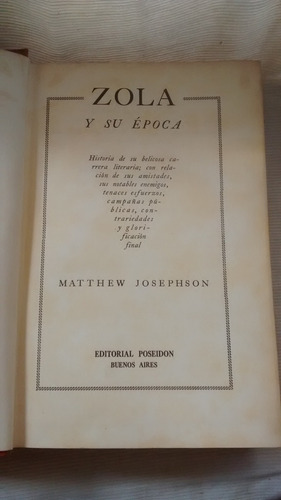 ZOLA
Y SU ÉPOCA
Historia de su belicosa ca-
rrera literaria; con rela-
ción de sus amistades,
sus notables enemigos,
tenaces esfuerzos,
campañas pú-
blicas, con-
trariedades
y glori-
ficación
final
MATTHEW JOSEPHSON
EDITORIAL POSEIDON
BUENOS AIRES